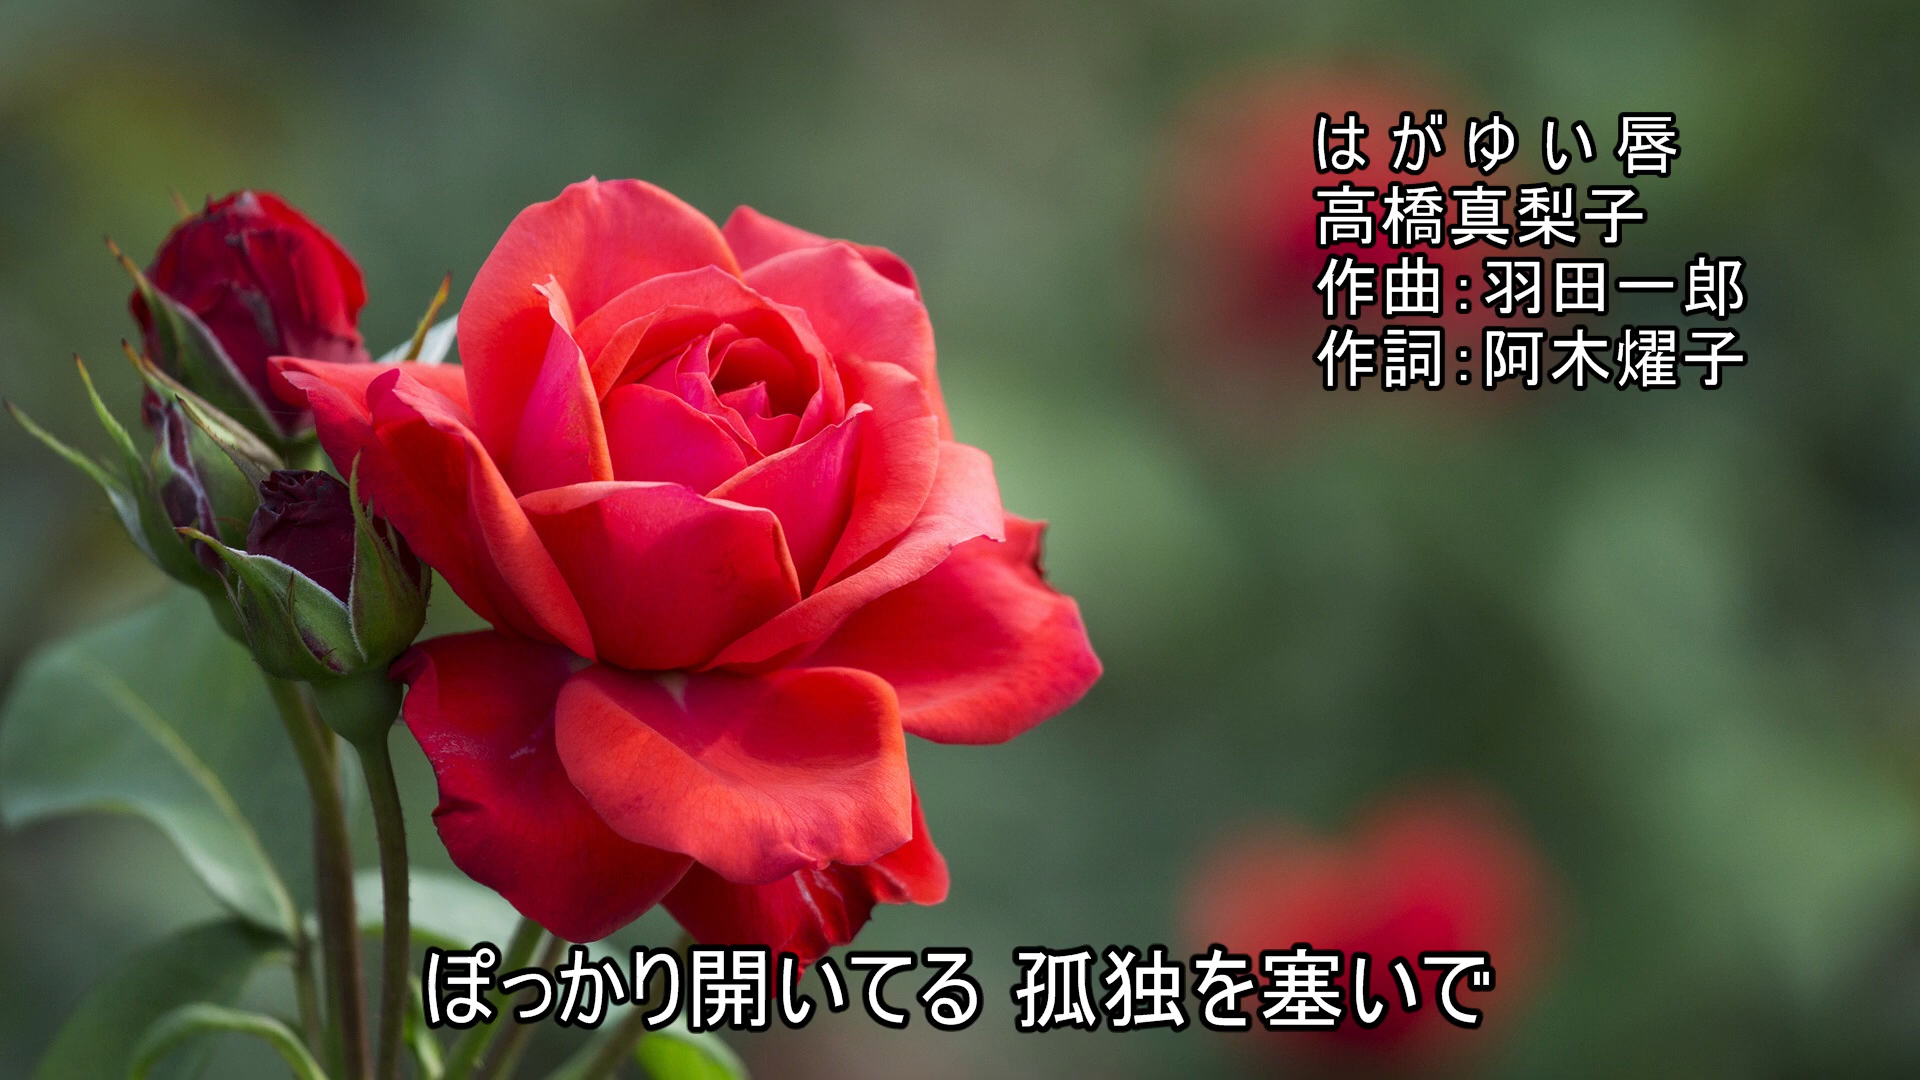 はがゆい唇
高橋真梨子
作曲:羽田一郎
作詞:阿木燿子
ぽっかり開いてる 孤独を塞いで